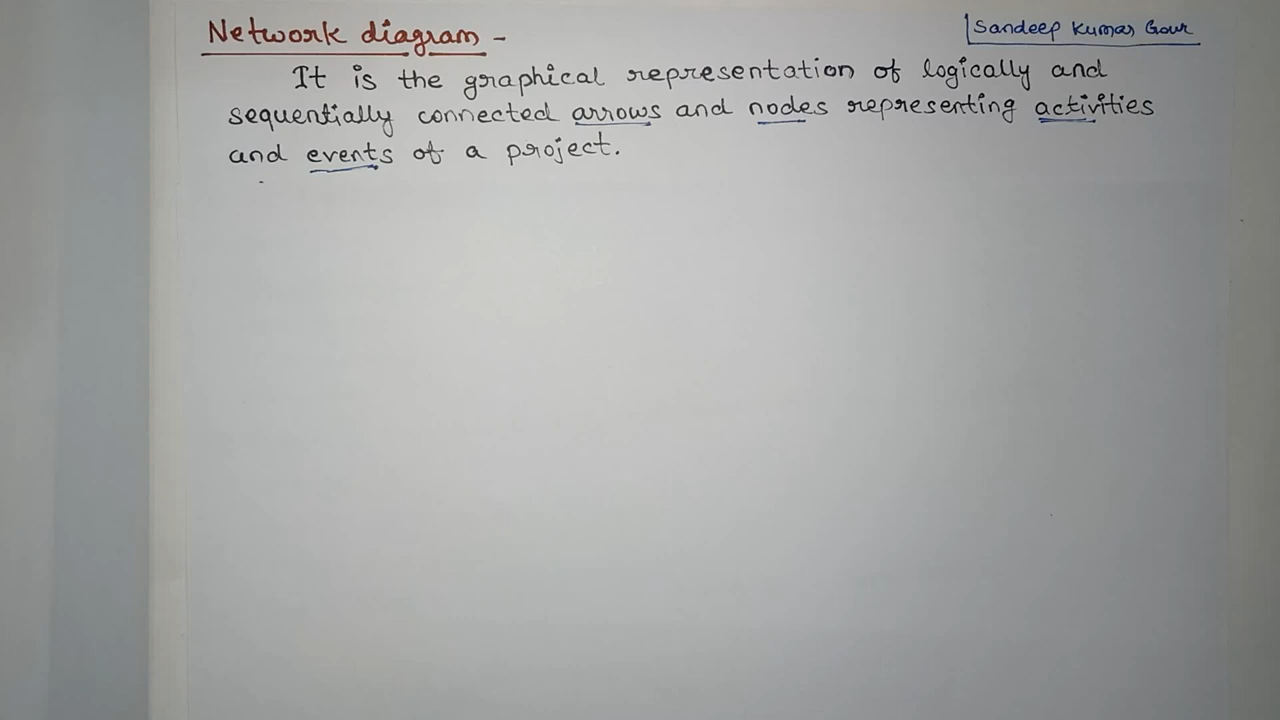 Network diagram -
Sandeep Kumar Gour
It is the graphical representation of logically and
sequentially connected arrows and nodes representing activities
and events of a project.